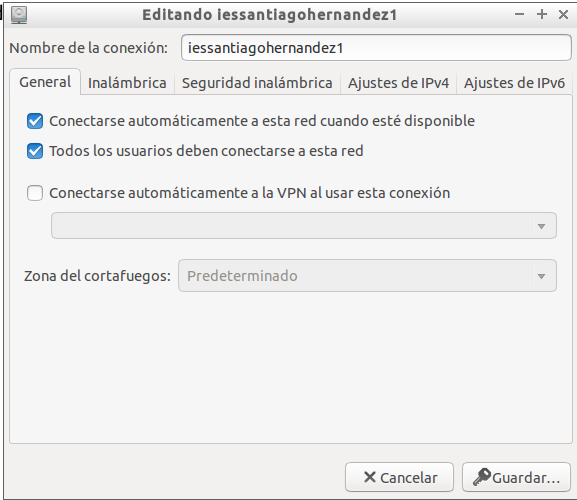 Editando iessantiagohernandez1
Nombre de la conexión: iessantiagohernandez1
General Inalámbrica Seguridad inalámbrica Ajustes de IPv4 Ajustes de IPv6
Conectarse automáticamente a esta red cuando esté disponible
Todos los usuarios deben conectarse a esta red
Conectarse automáticamente a la VPN al usar esta conexión
Zona del cortafuegos: Predeterminado
Cancelar Guardar...